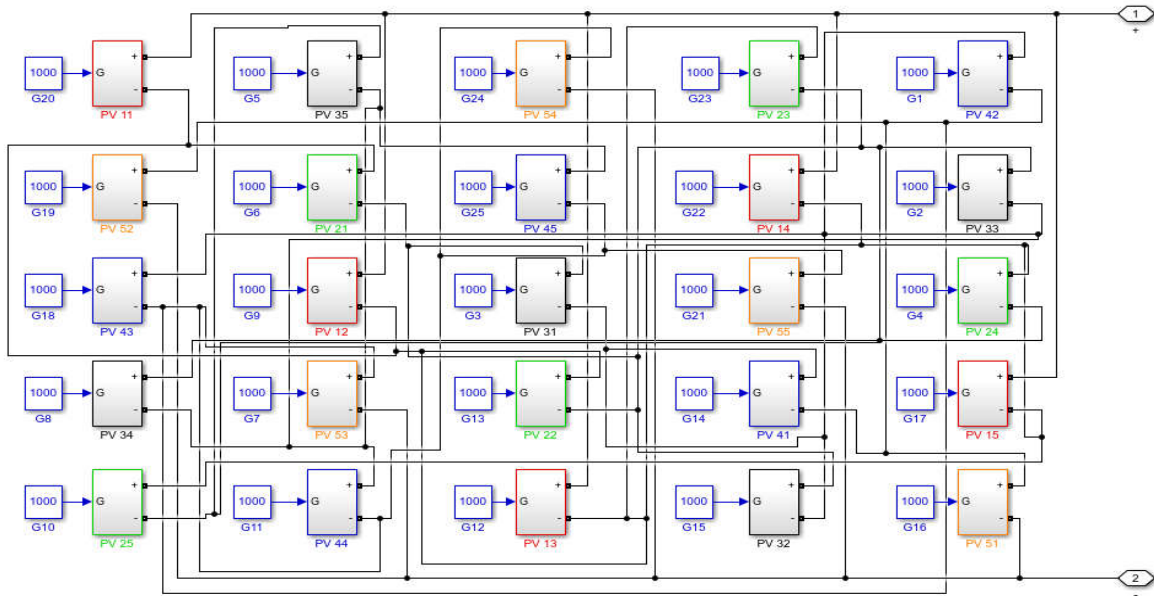 1
+
+ + + + +
1000 G 1000 G 1000 G 1000 G 1000 G
- - - - -
G20 G5 G24 G23 G1
PV 11 PV 35 PV 54 PV 23 PV 42
+ + + + +
1000 G 1000 G 1000 G 1000 G 1000 G
- - - - -
G19 G6 G25 G22 G2
PV 52 PV 21 PV 45 PV 14 PV 33
+ + + + +
1000 G 1000 G 1000 G 1000 G 1000 G
- - - - -
G18 G9 G3 G21 G4
PV 43 PV 12 PV 31 PV 55 PV 24
+ + + + +
1000 G 1000 G 1000 G 1000 G 1000 G
- - - - -
G8 G7 G13 G14 G17
PV 34 PV 53 PV 22 PV 41 PV 15
+ + + + +
1000 G 1000 G 1000 G 1000 G 1000 G
- - - - -
G10 G11 G12 G15 G16
PV 25 PV 44 PV 13 PV 32 PV 51
2
-